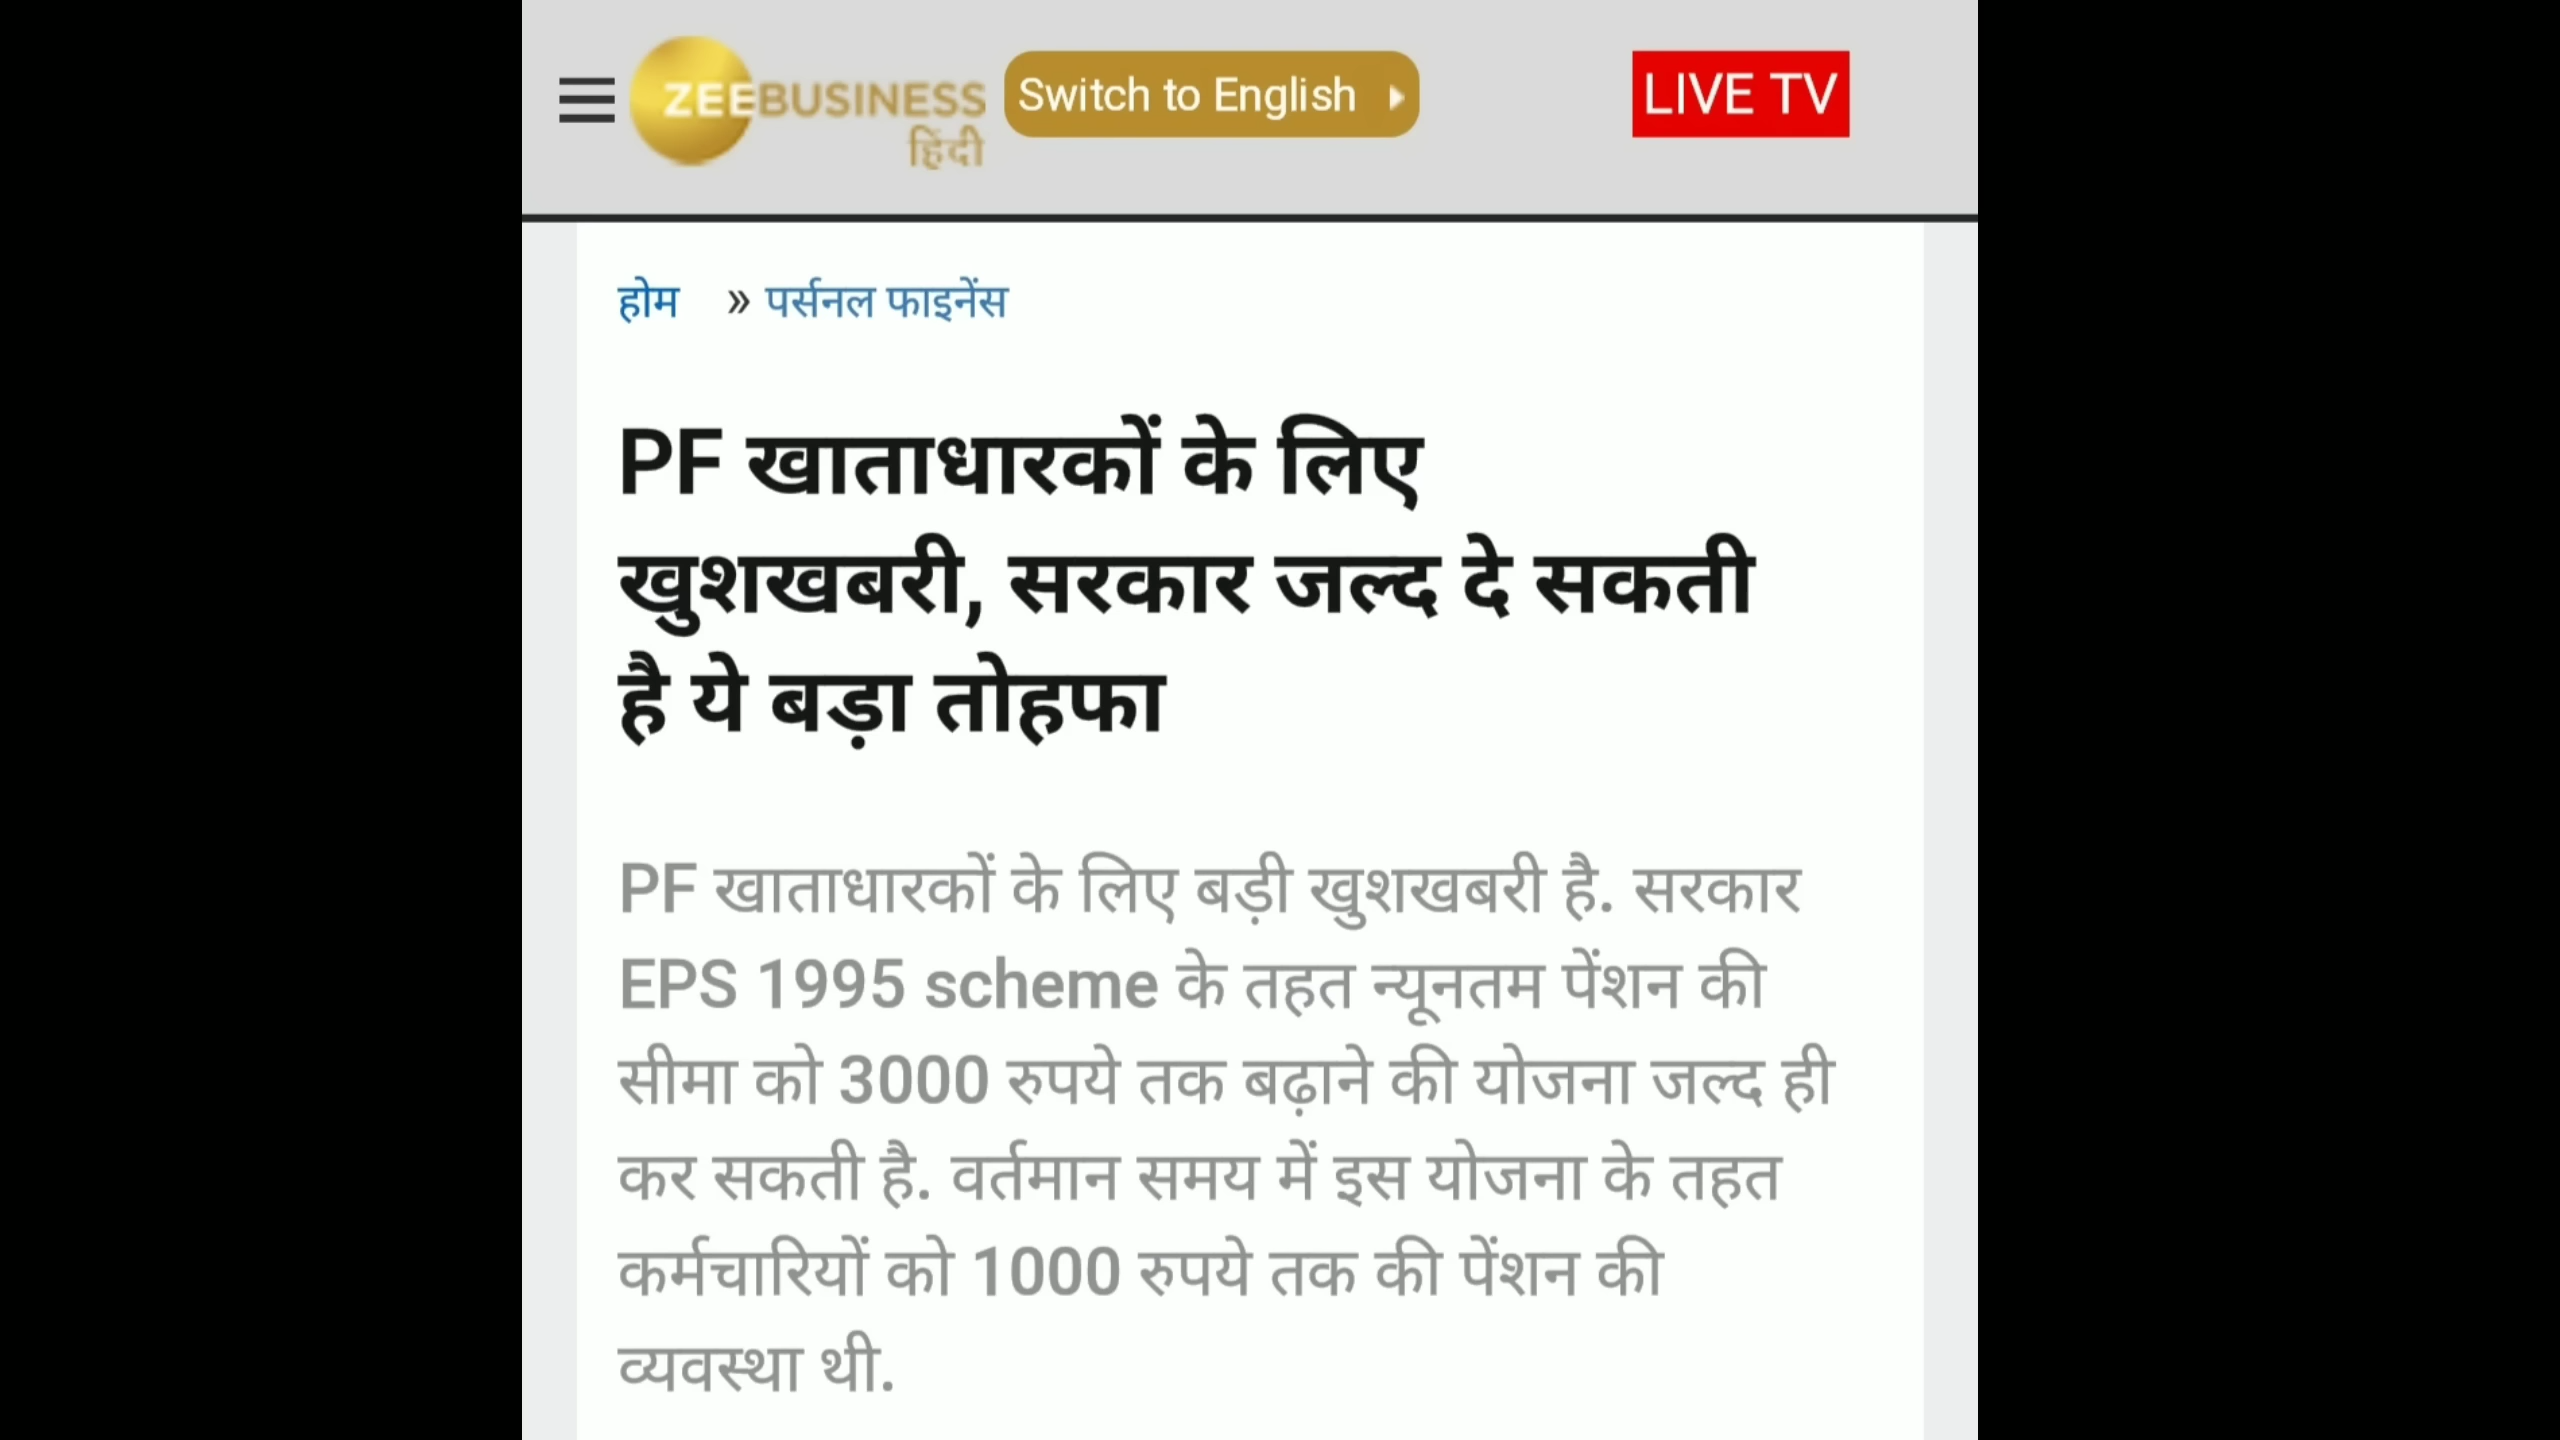 ZEEBUSINESS
हिंदी
Switch to English
LIVE TV
होम » पर्सनल फाइनेंस
PF खाताधारकों के लिए
खुशखबरी, सरकार जल्द दे सकती
है ये बड़ा तोहफा
PF खाताधारकों के लिए बड़ी खुशखबरी है. सरकार
EPS 1995 scheme के तहत न्यूनतम पेंशन की
सीमा को 3000 रुपये तक बढ़ाने की योजना जल्द ही
कर सकती है. वर्तमान समय में इस योजना के तहत
कर्मचारियों को 1000 रुपये तक की पेंशन की
व्यवस्था थी.